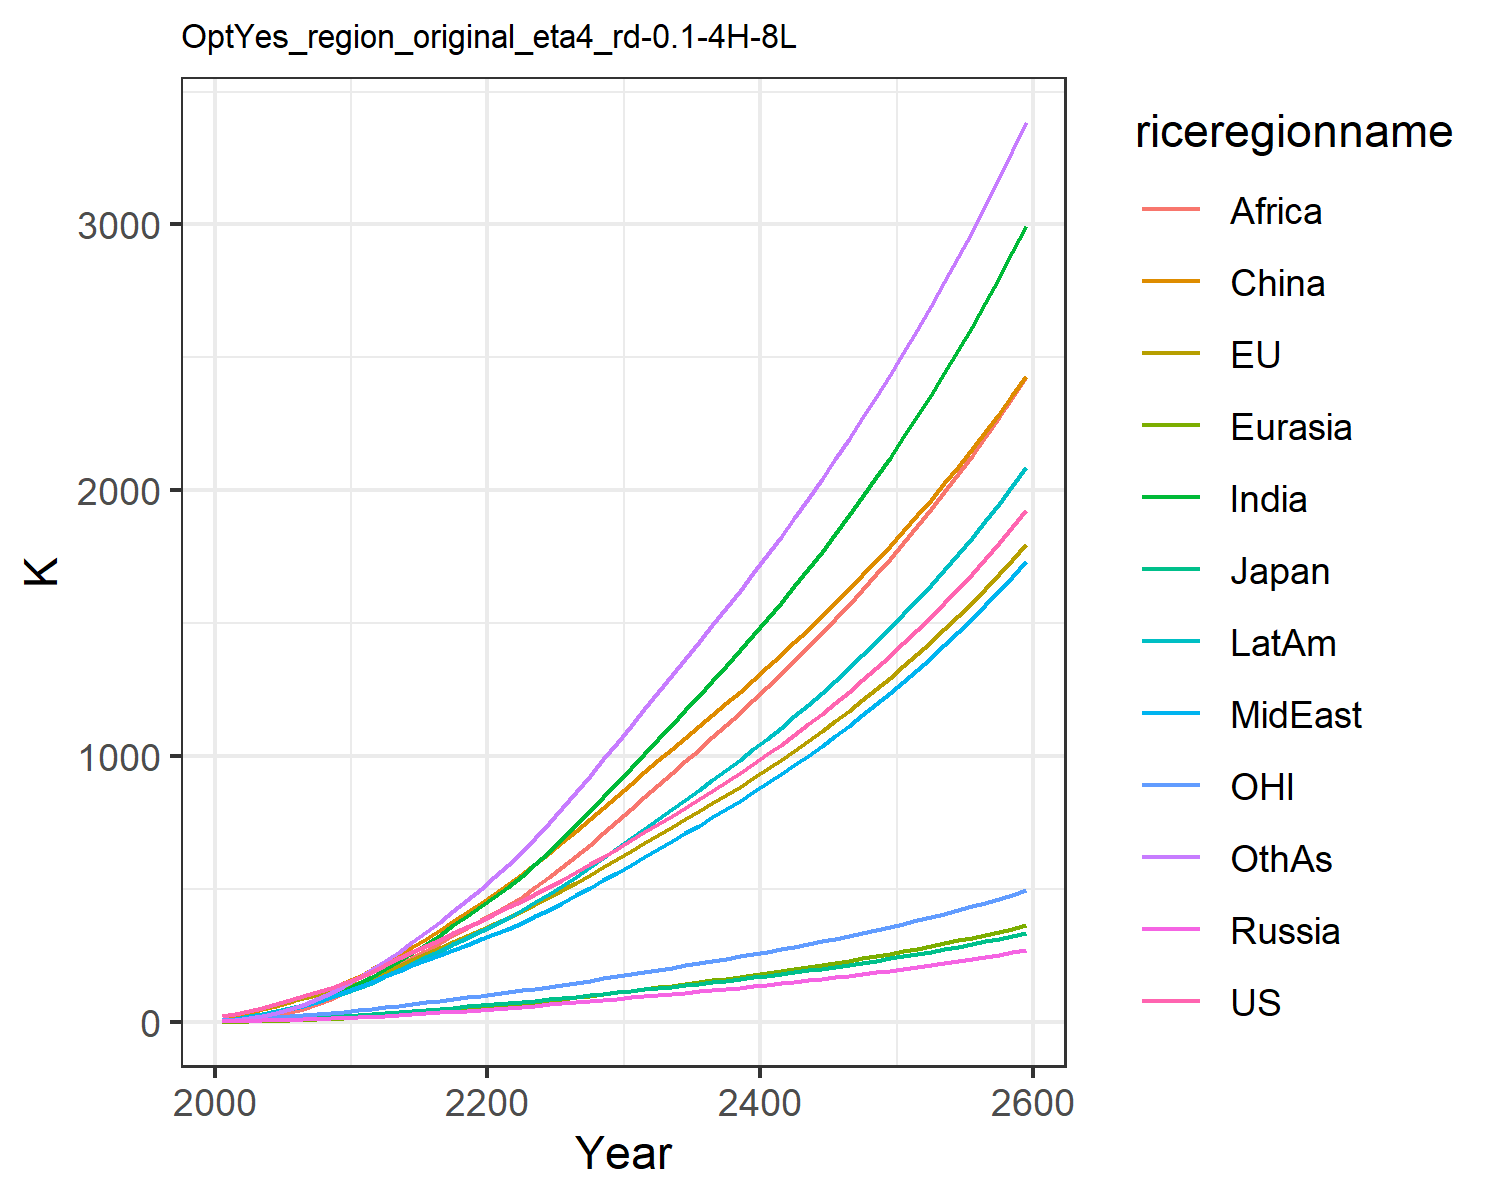 OptYes_region_original_eta4_rd-0.1-4H-8L
K
3000
2000
1000
0
2000
2200
2400
2600
Year
riceregionname
Africa
China
EU
Eurasia
India
Japan
LatAm
MidEast
OHI
OthAs
Russia
US